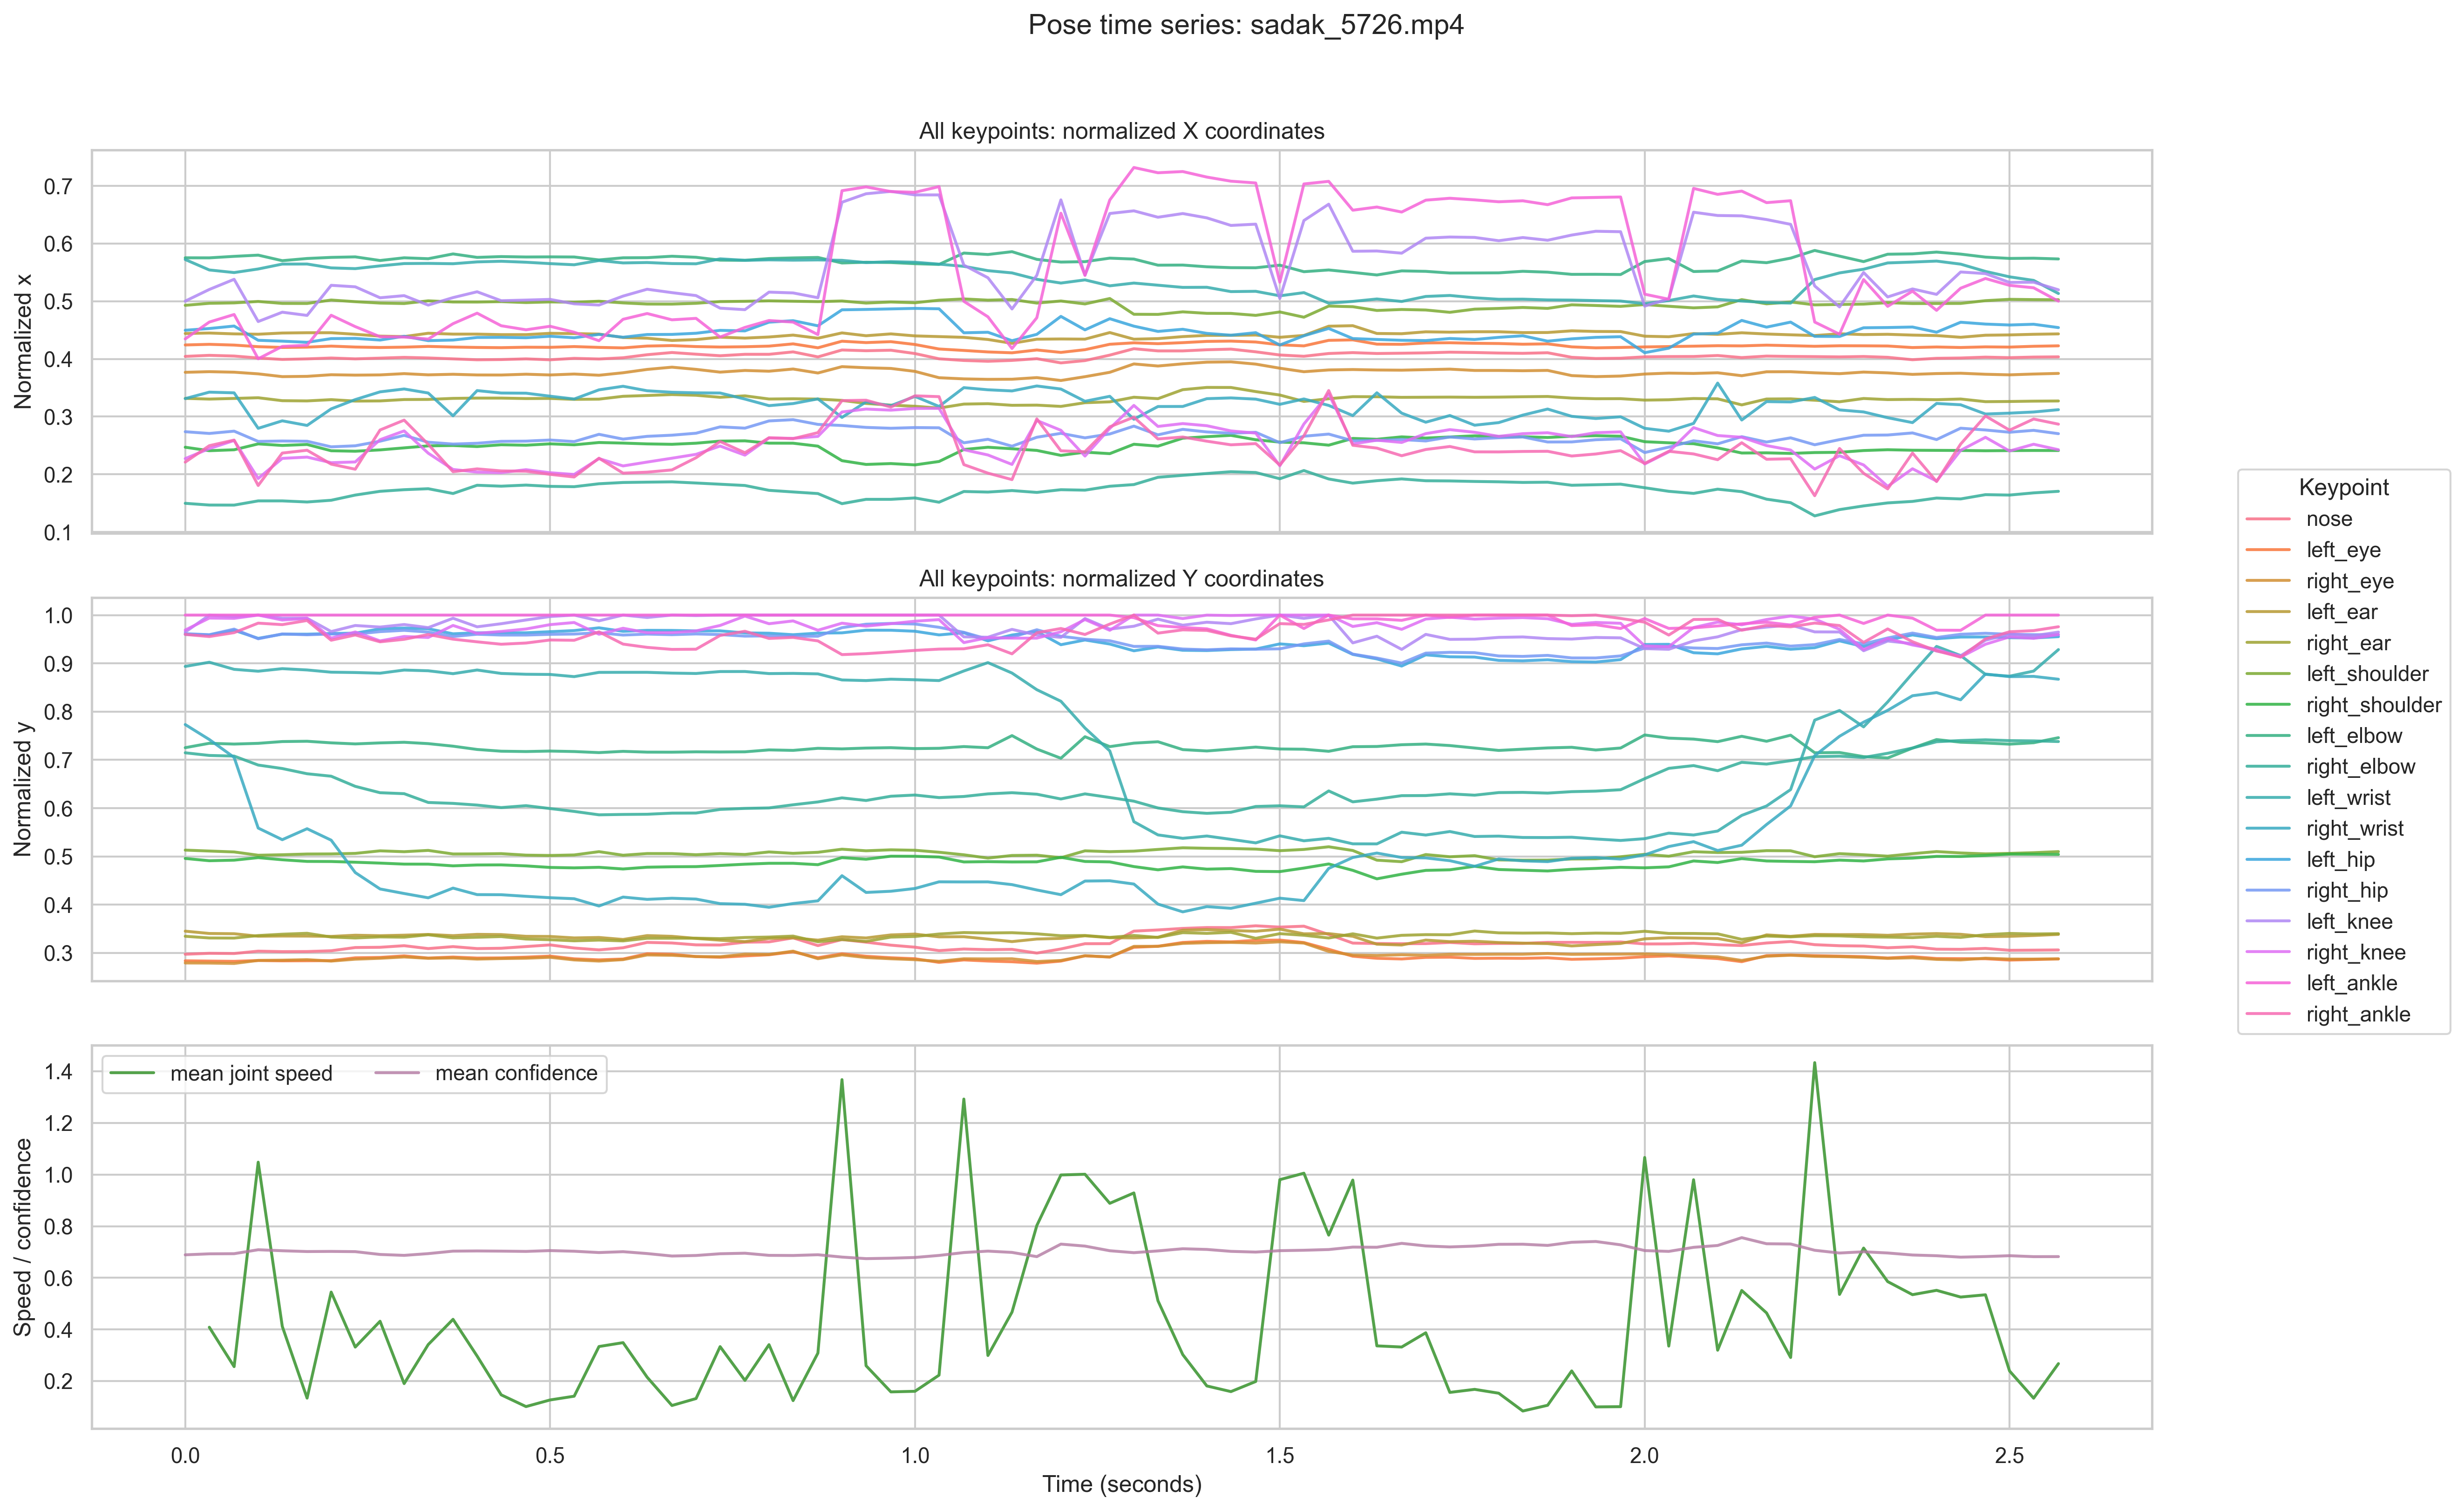 Pose time series: sadak_5726.mp4
All keypoints: normalized X coordinates
Normalized x
0.7
0.6
0.5
0.4
0.3
0.2
0.1
All keypoints: normalized Y coordinates
Normalized y
1.0
0.9
0.8
0.7
0.6
0.5
0.4
0.3
Keypoint
nose
left_eye
right_eye
left_ear
right_ear
left_shoulder
right_shoulder
left_elbow
right_elbow
left_wrist
right_wrist
left_hip
right_hip
left_knee
right_knee
left_ankle
right_ankle
mean joint speed
mean confidence
Speed / confidence
1.4
1.2
1.0
0.8
0.6
0.4
0.2
0.0
0.5
1.0
1.5
2.0
2.5
Time (seconds)